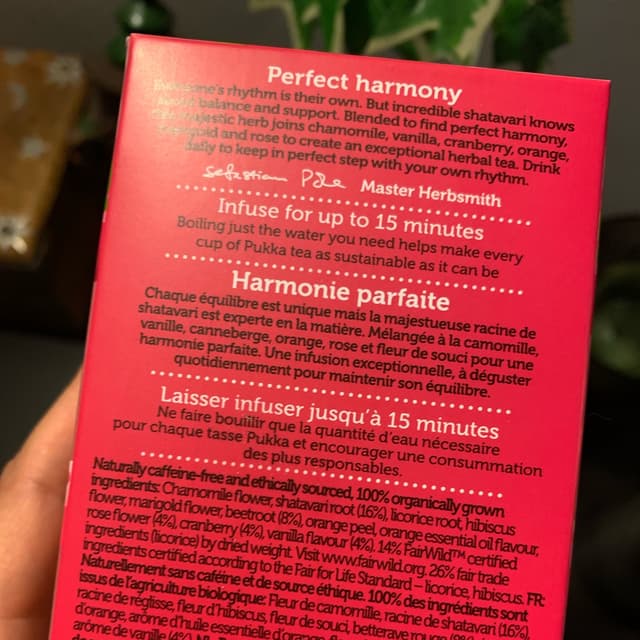 Perfect harmony
Everyone's rhythm is their own. But incredible shatavari knows
balance and support. Blended to find perfect harmony,
majestic herb joins chamomile, vanilla, cranberry, orange,
and rose to create an exceptional herbal tea. Drink
daily to keep in perfect step with your own rhythm.
Master Herbsmith
Infuse for up to 15 minutes
Boiling just the water you need helps make every
cup of Pukka tea as sustainable as it can be
Harmonie parfaite
Chaque équilibre est unique mais la majestueuse racine de
shatavari est experte en la matière. Mélangée à la camomille,
vanille, canneberge, orange, rose et fleur de souci pour une
harmonie parfaite. Une infusion exceptionnelle, à déguster
quotidiennement pour maintenir son équilibre.
Laisser infuser jusqu'à 15 minutes
Ne faire bouilir que la quantité d'eau nécessaire
pour chaque tasse Pukka et encourager une consommation
des plus responsables.
Naturally caffeine-free and ethically sourced, 100% organically grown
ingredients: Chamomile flower, shatavari root (16%), licorice root, hibiscus
flower, marigold flower, beetroot (8%), orange peel, orange essential oil flavour,
rose flower (4%), cranberry (4%), vanilla flavour (4%). 14% FairWild™ certified
ingredients (licorice) by dried weight. Visit www.fairwild.org. 26% fair trade
ingredients certified according to the Fair for Life Standard – licorice, hibiscus. FR:
Naturellement sans caféine et de source éthique. 100% des ingrédients sont
issus de l'agriculture biologique: Fleur de camomille, racine de shatavari (16%),
racine de réglisse, fleur d'hibiscus, fleur de souci, betterave rouge
d'orange, arôme d'huile essentielle d'orange,
arôme de vanille (4%).